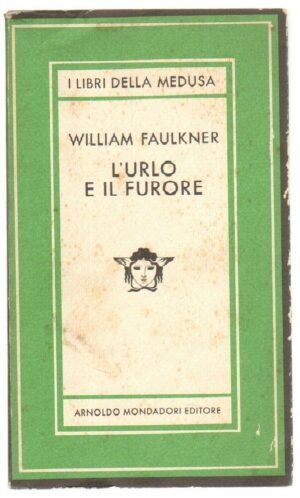 I LIBRI DELLA MEDUSA
WILLIAM FAULKNER
L'URLO
E IL FURORE
ARNOLDO MONDADORI EDITORE